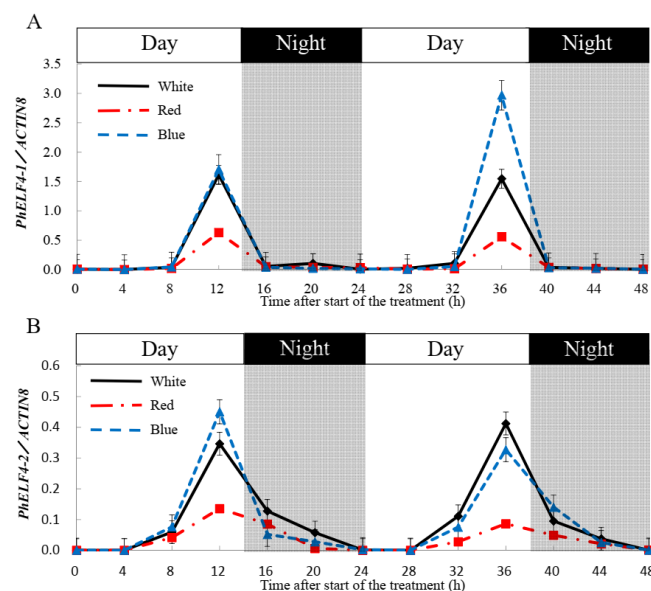 A
Day Night Day Night
PhELF4-1/ACTIN8
3.5
3.0
2.5
2.0
1.5
1.0
0.5
0.0
White
Red
Blue
0 4 8 12 16 20 24 28 32 36 40 44 48
Time after start of the treatment (h)
B
Day Night Day Night
PhELF4-2/ACTIN8
0.6
0.5
0.4
0.3
0.2
0.1
0.0
White
Red
Blue
0 4 8 12 16 20 24 28 32 36 40 44 48
Time after start of the treatment (h)